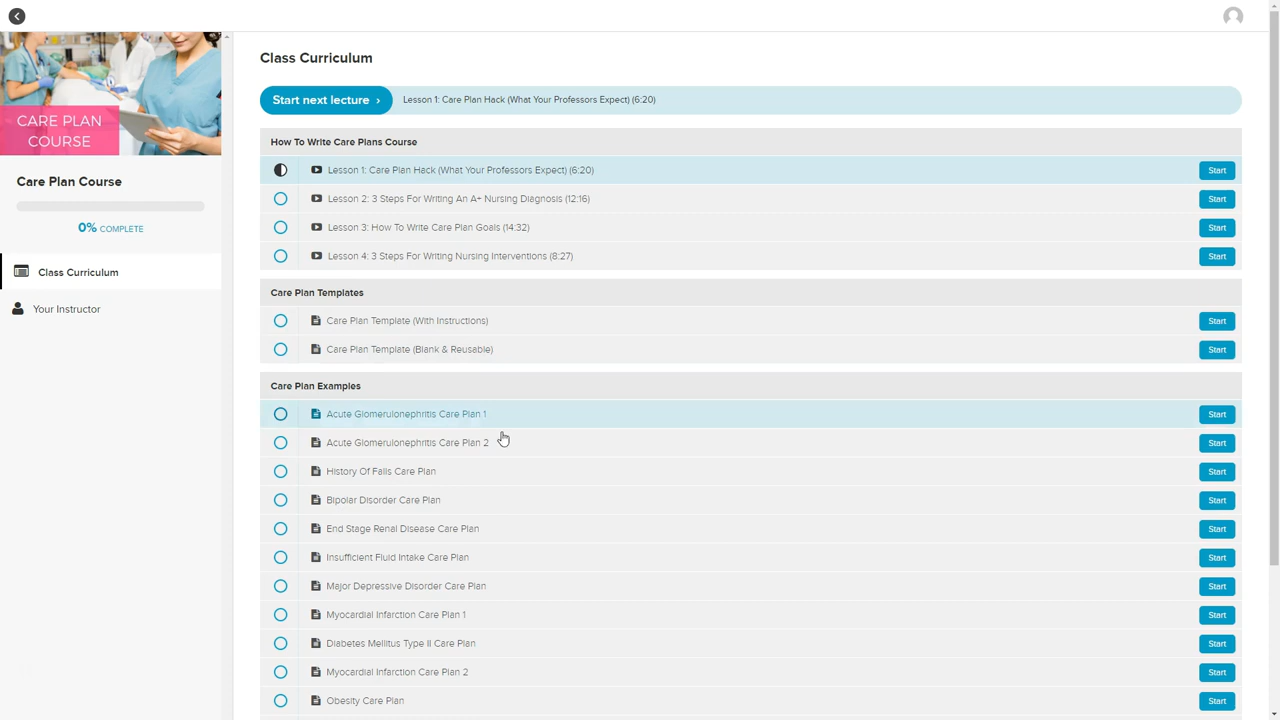 Class Curriculum
Start next lecture ›
Lesson 1: Care Plan Hack (What Your Professors Expect) (6:20)
CARE PLAN
COURSE
Care Plan Course
0% COMPLETE
Class Curriculum
Your Instructor
How To Write Care Plans Course
Lesson 1: Care Plan Hack (What Your Professors Expect) (6:20) Start
Lesson 2: 3 Steps For Writing An A+ Nursing Diagnosis (12:16) Start
Lesson 3: How To Write Care Plan Goals (14:32) Start
Lesson 4: 3 Steps For Writing Nursing Interventions (8:27) Start
Care Plan Templates
Care Plan Template (With Instructions) Start
Care Plan Template (Blank & Reusable) Start
Care Plan Examples
Acute Glomerulonephritis Care Plan 1 Start
Acute Glomerulonephritis Care Plan 2 Start
History Of Falls Care Plan Start
Bipolar Disorder Care Plan Start
End Stage Renal Disease Care Plan Start
Insufficient Fluid Intake Care Plan Start
Major Depressive Disorder Care Plan Start
Myocardial Infarction Care Plan 1 Start
Diabetes Mellitus Type II Care Plan Start
Myocardial Infarction Care Plan 2 Start
Obesity Care Plan Start